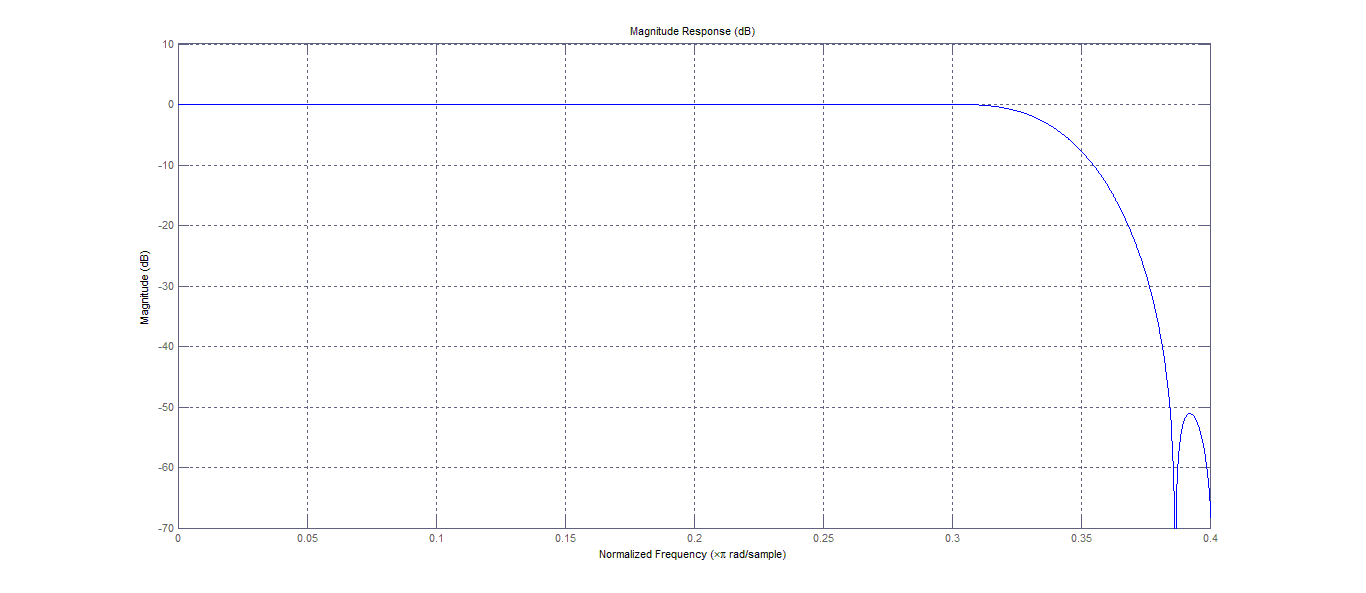 Magnitude Response (dB)
10
0
-10
-20
-30
-40
-50
-60
-70
Magnitude (dB)
0 0.05 0.1 0.15 0.2 0.25 0.3 0.35 0.4
Normalized Frequency (×π rad/sample)